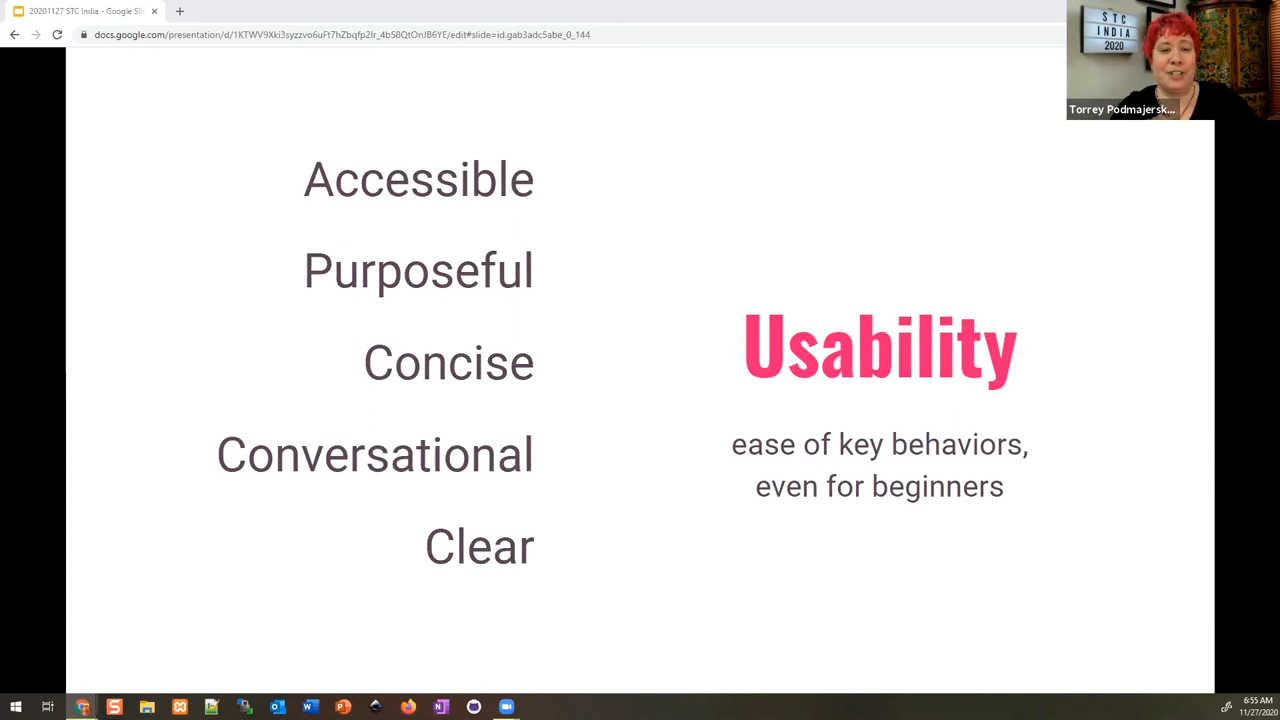 20201127 STC India - Google Sli
docs.google.com/presentation/d/1KTWV9Xki3syzzvo6uFt7hZbqfp2Ir_4b58QtOnJB6YE/edit#slide=id.gab3adc5abe_0_144
STC
INDIA
2020
Torrey Podmajersk...
Accessible
Purposeful
Concise
Conversational
Clear
Usability
ease of key behaviors,
even for beginners
6:55 AM
11/27/2020